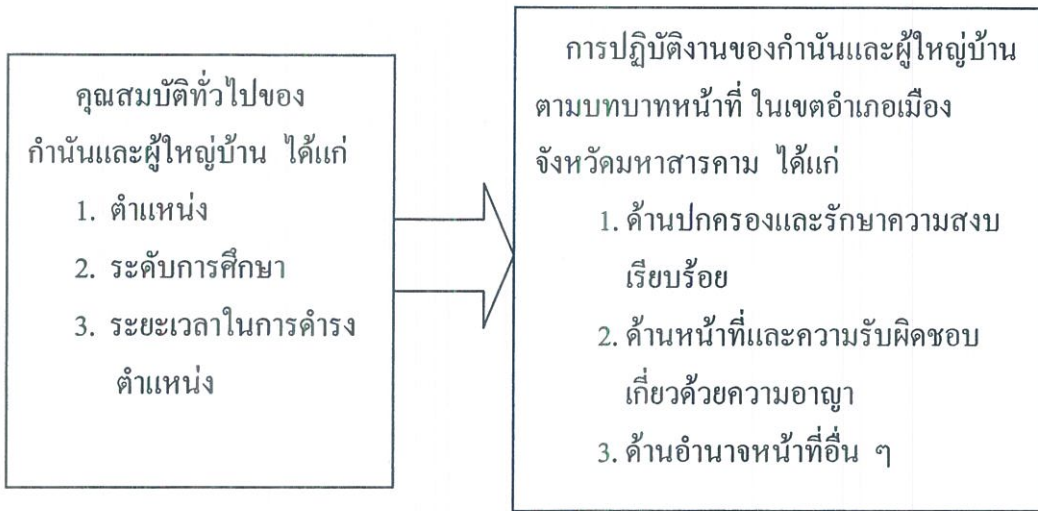 คุณสมบัติทั่วไปของ
กำนันและผู้ใหญ่บ้าน ได้แก่
1. ตำแหน่ง
2. ระดับการศึกษา
3. ระยะเวลาในการดำรง
ตำแหน่ง
การปฏิบัติงานของกำนันและผู้ใหญ่บ้าน
ตามบทบาทหน้าที่ ในเขตอำเภอเมือง
จังหวัดมหาสารคาม ได้แก่
1. ด้านปกครองและรักษาความสงบ
เรียบร้อย
2. ด้านหน้าที่และความรับผิดชอบ
เกี่ยวด้วยความอาญา
3. ด้านอำนาจหน้าที่อื่น ๆ